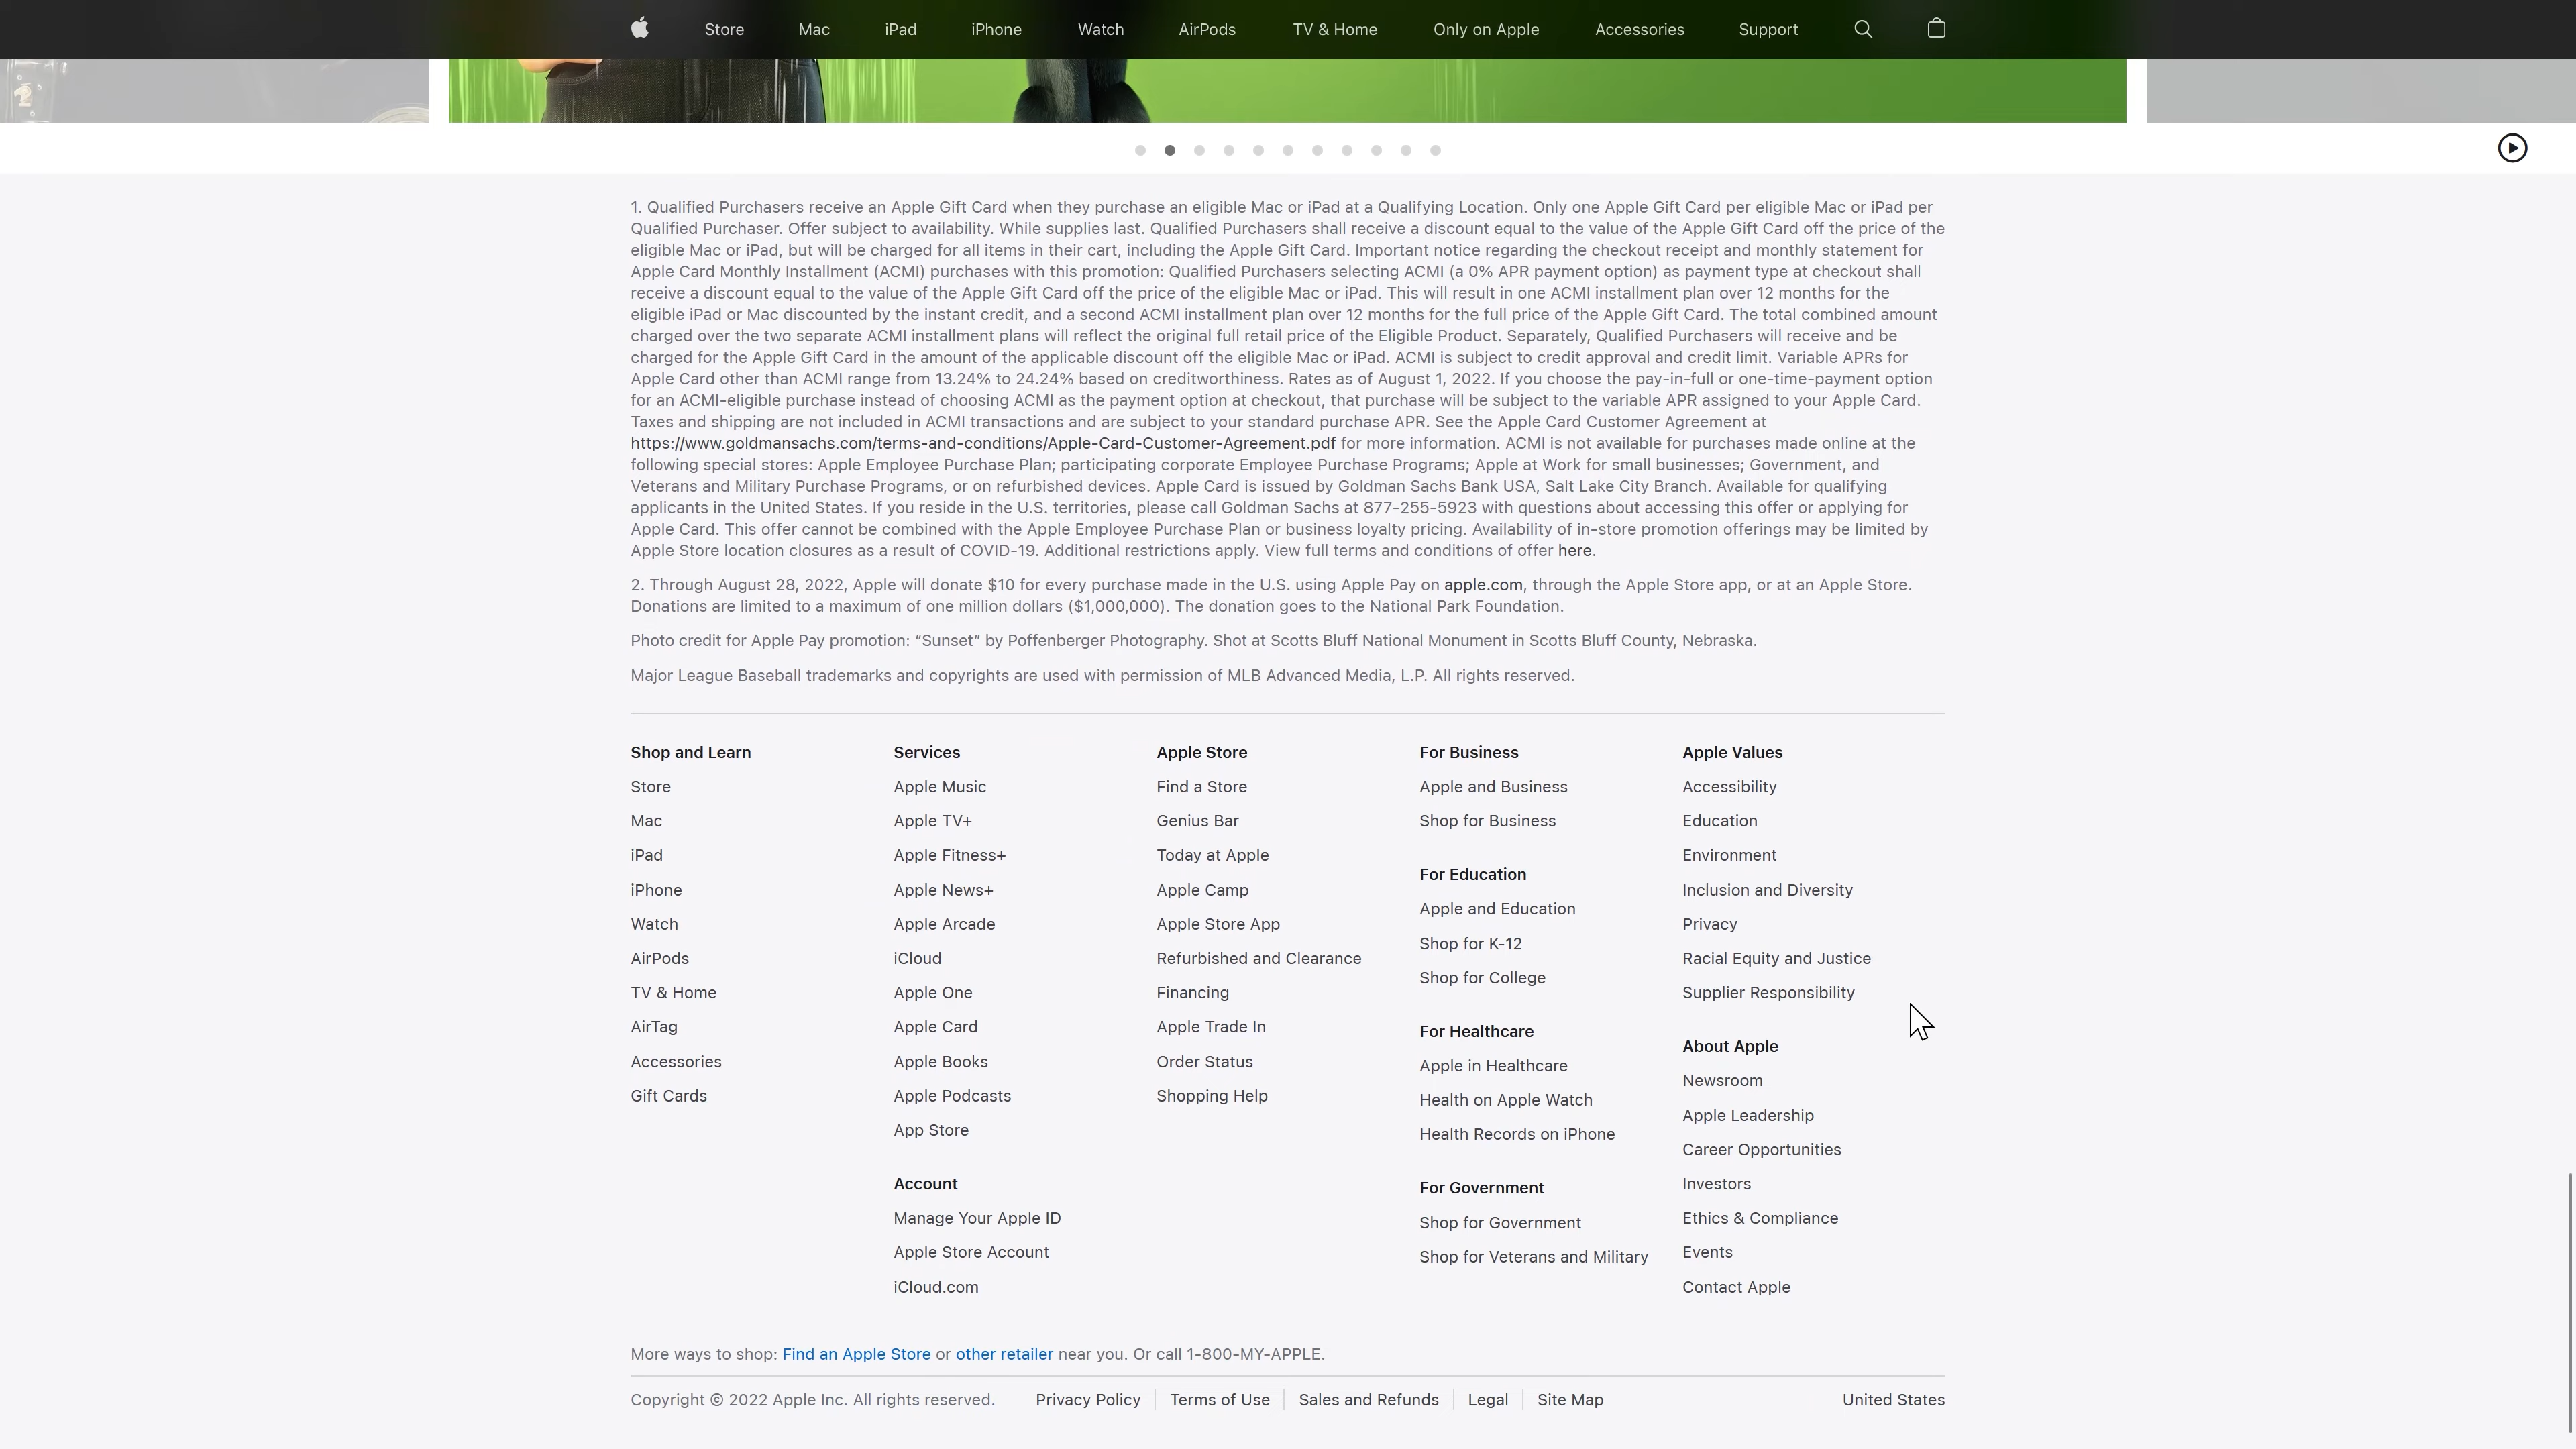 Store Mac iPad iPhone Watch AirPods TV & Home Only on Apple Accessories Support
1. Qualified Purchasers receive an Apple Gift Card when they purchase an eligible Mac or iPad at a Qualifying Location. Only one Apple Gift Card per eligible Mac or iPad per
Qualified Purchaser. Offer subject to availability. While supplies last. Qualified Purchasers shall receive a discount equal to the value of the Apple Gift Card off the price of the
eligible Mac or iPad, but will be charged for all items in their cart, including the Apple Gift Card. Important notice regarding the checkout receipt and monthly statement for
Apple Card Monthly Installment (ACMI) purchases with this promotion: Qualified Purchasers selecting ACMI (a 0% APR payment option) as payment type at checkout shall
receive a discount equal to the value of the Apple Gift Card off the price of the eligible Mac or iPad. This will result in one ACMI installment plan over 12 months for the
eligible iPad or Mac discounted by the instant credit, and a second ACMI installment plan over 12 months for the full price of the Apple Gift Card. The total combined amount
charged over the two separate ACMI installment plans will reflect the original full retail price of the Eligible Product. Separately, Qualified Purchasers will receive and be
charged for the Apple Gift Card in the amount of the applicable discount off the eligible Mac or iPad. ACMI is subject to credit approval and credit limit. Variable APRs for
Apple Card other than ACMI range from 13.24% to 24.24% based on creditworthiness. Rates as of August 1, 2022. If you choose the pay-in-full or one-time-payment option
for an ACMI-eligible purchase instead of choosing ACMI as the payment option at checkout, that purchase will be subject to the variable APR assigned to your Apple Card.
Taxes and shipping are not included in ACMI transactions and are subject to your standard purchase APR. See the Apple Card Customer Agreement at
https://www.goldmansachs.com/terms-and-conditions/Apple-Card-Customer-Agreement.pdf for more information. ACMI is not available for purchases made online at the
following special stores: Apple Employee Purchase Plan; participating corporate Employee Purchase Programs; Apple at Work for small businesses; Government, and
Veterans and Military Purchase Programs, or on refurbished devices. Apple Card is issued by Goldman Sachs Bank USA, Salt Lake City Branch. Available for qualifying
applicants in the United States. If you reside in the U.S. territories, please call Goldman Sachs at 877-255-5923 with questions about accessing this offer or applying for
Apple Card. This offer cannot be combined with the Apple Employee Purchase Plan or business loyalty pricing. Availability of in-store promotion offerings may be limited by
Apple Store location closures as a result of COVID-19. Additional restrictions apply. View full terms and conditions of offer here.
2. Through August 28, 2022, Apple will donate $10 for every purchase made in the U.S. using Apple Pay on apple.com, through the Apple Store app, or at an Apple Store.
Donations are limited to a maximum of one million dollars ($1,000,000). The donation goes to the National Park Foundation.
Photo credit for Apple Pay promotion: “Sunset” by Poffenberger Photography. Shot at Scotts Bluff National Monument in Scotts Bluff County, Nebraska.
Major League Baseball trademarks and copyrights are used with permission of MLB Advanced Media, L.P. All rights reserved.
Shop and Learn
Store
Mac
iPad
iPhone
Watch
AirPods
TV & Home
AirTag
Accessories
Gift Cards
Services
Apple Music
Apple TV+
Apple Fitness+
Apple News+
Apple Arcade
iCloud
Apple One
Apple Card
Apple Books
Apple Podcasts
App Store
Account
Manage Your Apple ID
Apple Store Account
iCloud.com
Apple Store
Find a Store
Genius Bar
Today at Apple
Apple Camp
Apple Store App
Refurbished and Clearance
Financing
Apple Trade In
Order Status
Shopping Help
For Business
Apple and Business
Shop for Business
For Education
Apple and Education
Shop for K-12
Shop for College
For Healthcare
Apple in Healthcare
Health on Apple Watch
Health Records on iPhone
For Government
Shop for Government
Shop for Veterans and Military
Apple Values
Accessibility
Education
Environment
Inclusion and Diversity
Privacy
Racial Equity and Justice
Supplier Responsibility
About Apple
Newsroom
Apple Leadership
Career Opportunities
Investors
Ethics & Compliance
Events
Contact Apple
More ways to shop: Find an Apple Store or other retailer near you. Or call 1-800-MY-APPLE.
Copyright © 2022 Apple Inc. All rights reserved. Privacy Policy Terms of Use Sales and Refunds Legal Site Map United States